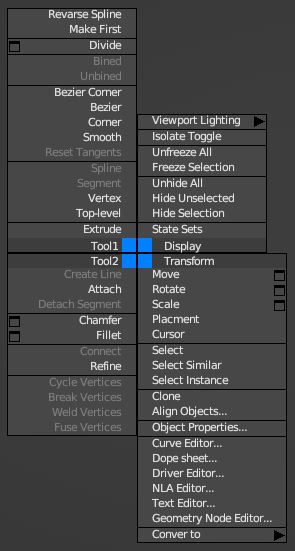 Revarse Spline
Make First
Divide
Bined
Unbined
Bezier Corner
Bezier
Corner
Smooth
Reset Tangents
Spline
Segment
Vertex
Top-level
Extrude
Tool1
Viewport Lighting
Isolate Toggle
Unfreeze All
Freeze Selection
Unhide All
Hide Unselected
Hide Selection
State Sets
Display
Tool2
Create Line
Attach
Detach Segment
Chamfer
Fillet
Connect
Refine
Cycle Vertices
Break Vertices
Weld Vertices
Fuse Vertices
Transform
Move
Rotate
Scale
Placment
Cursor
Select
Select Similar
Select Instance
Clone
Align Objects...
Object Properties...
Curve Editor...
Dope sheet...
Driver Editor...
NLA Editor...
Text Editor...
Geometry Node Editor...
Conver to